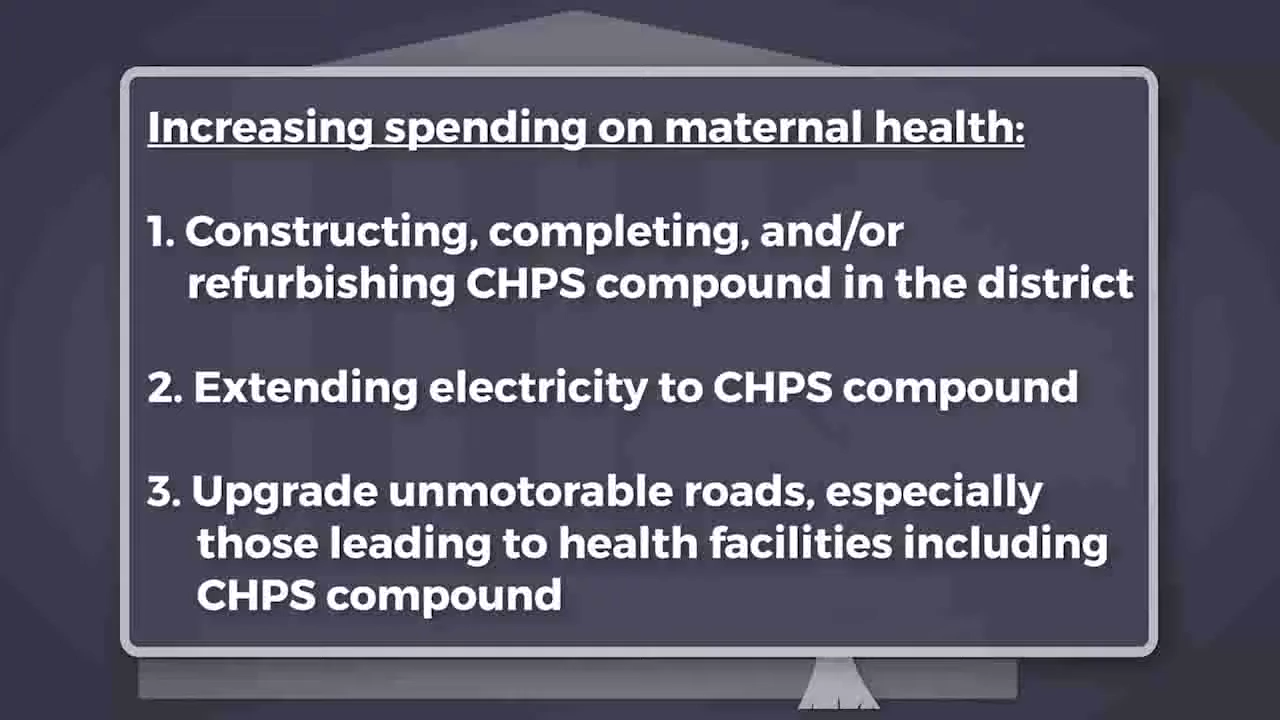 Increasing spending on maternal health:
1. Constructing, completing, and/or
refurbishing CHPS compound in the district
2. Extending electricity to CHPS compound
3. Upgrade unmotorable roads, especially
those leading to health facilities including
CHPS compound